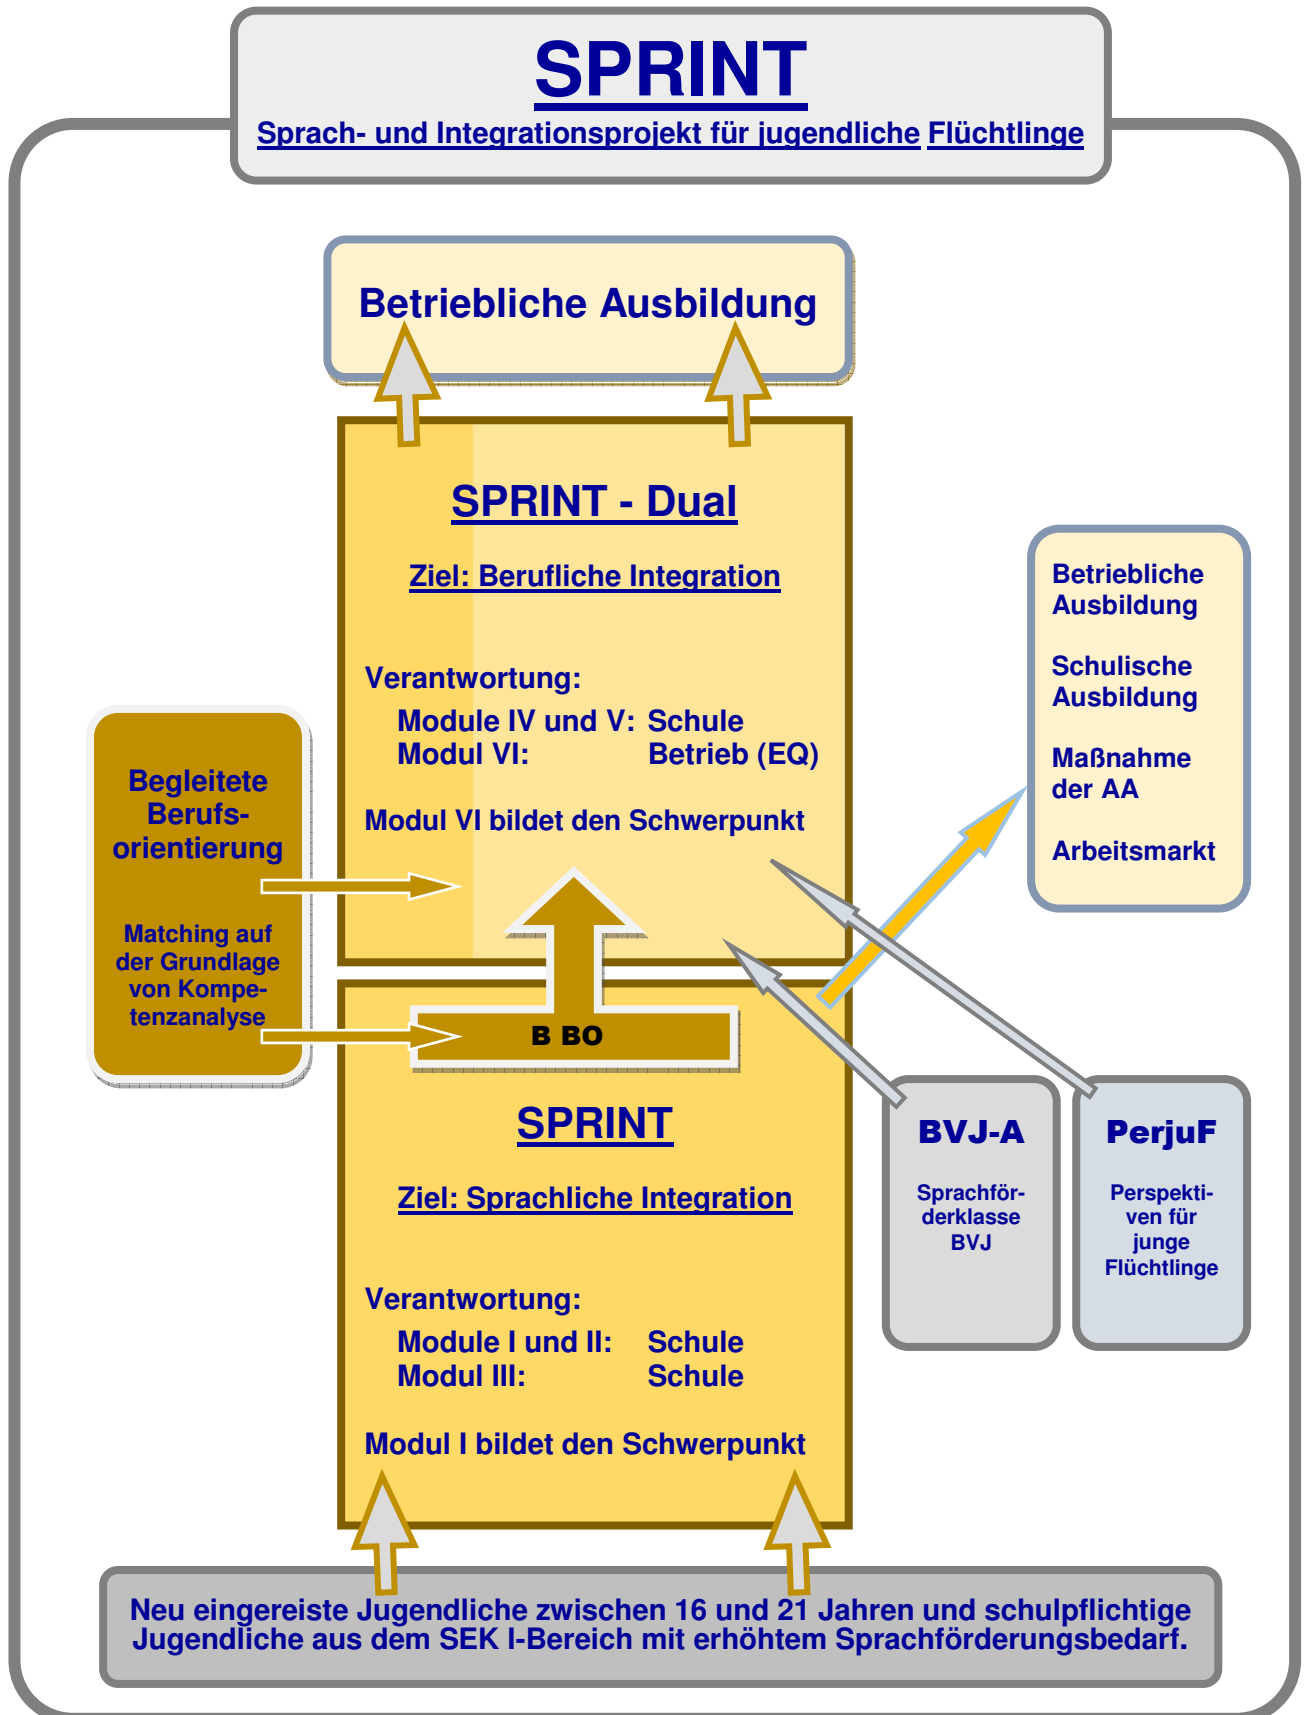 SPRINT
Sprach- und Integrationsprojekt für jugendliche Flüchtlinge
Betriebliche Ausbildung
SPRINT - Dual
Ziel: Berufliche Integration
Verantwortung:
Module IV und V: Schule
Modul VI: Betrieb (EQ)
Modul VI bildet den Schwerpunkt
Betriebliche
Ausbildung
Schulische
Ausbildung
Maßnahme
der AA
Arbeitsmarkt
Begleitete
Berufs-
orientierung
Matching auf
der Grundlage
von Kompe-
tenzanalyse
B BO
SPRINT
Ziel: Sprachliche Integration
Verantwortung:
Module I und II: Schule
Modul III: Schule
Modul I bildet den Schwerpunkt
BVJ-A
Sprachför-
derklasse
BVJ
PerjuF
Perspekti-
ven für
junge
Flüchtlinge
Neu eingereiste Jugendliche zwischen 16 und 21 Jahren und schulpflichtige
Jugendliche aus dem SEK I-Bereich mit erhöhtem Sprachförderungsbedarf.